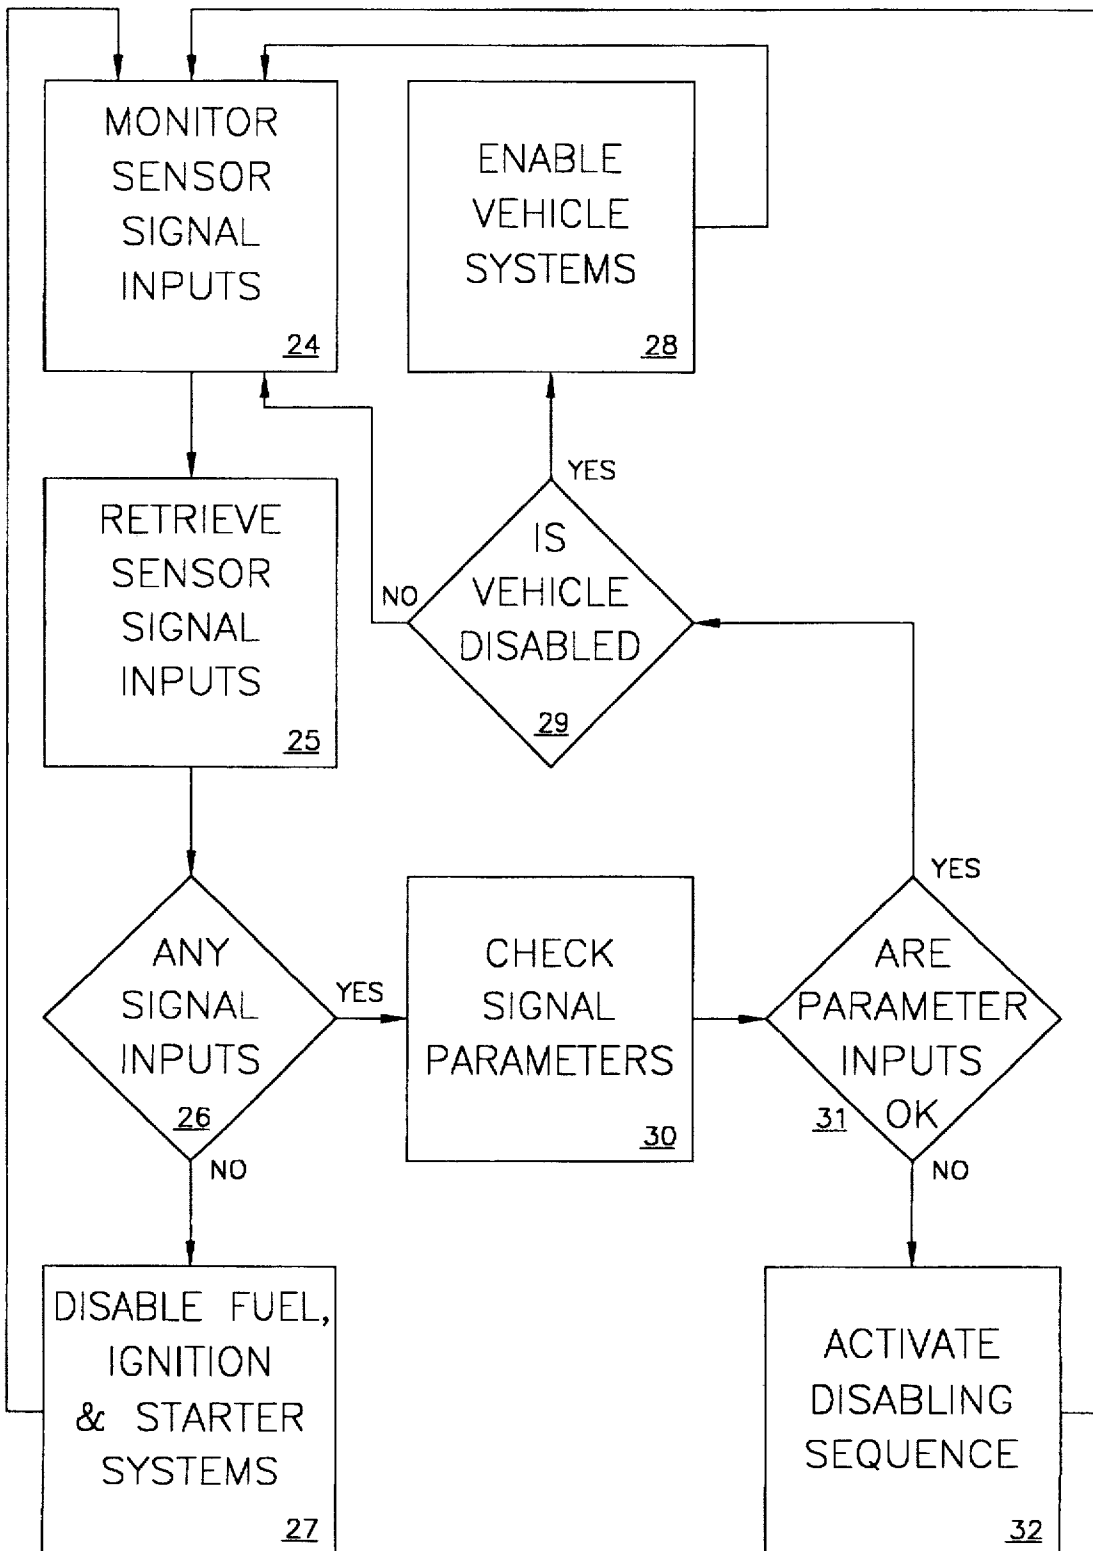 MONITOR
SENSOR
SIGNAL
INPUTS
24
ENABLE
VEHICLE
SYSTEMS
28
RETRIEVE
SENSOR
SIGNAL
INPUTS
25
YES
NO
IS
VEHICLE
DISABLED
29
ANY
SIGNAL
INPUTS
26
YES
NO
CHECK
SIGNAL
PARAMETERS
30
YES
ARE
PARAMETER
INPUTS
OK
31
NO
DISABLE FUEL,
IGNITION
& STARTER
SYSTEMS
27
ACTIVATE
DISABLING
SEQUENCE
32